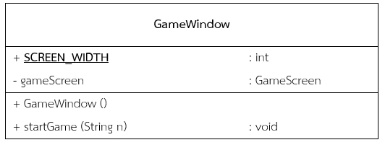 GameWindow
+ SCREEN_WIDTH : int
- gameScreen : GameScreen
+ GameWindow ()
+ startGame (String n) : void